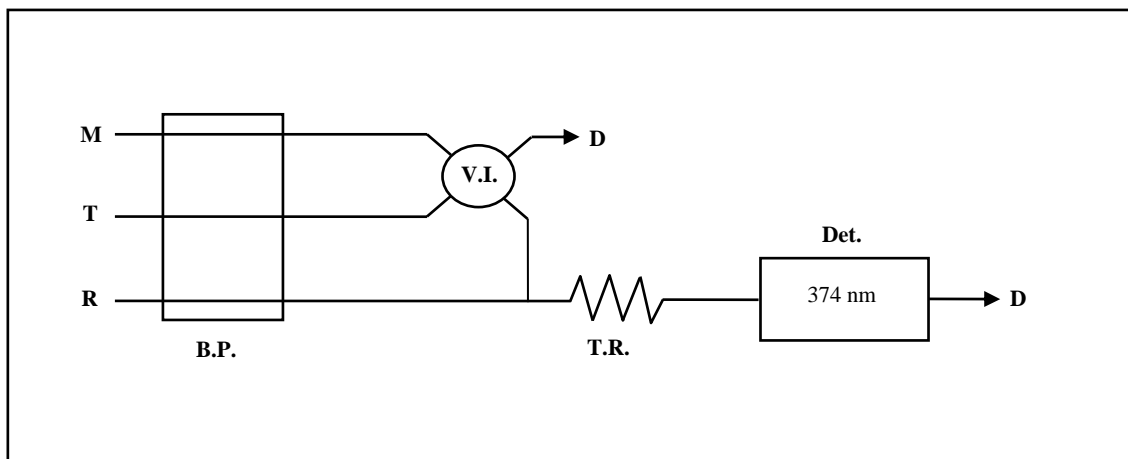 M
D
V.I.
T
Det.
R
374 nm
D
B.P.
T.R.